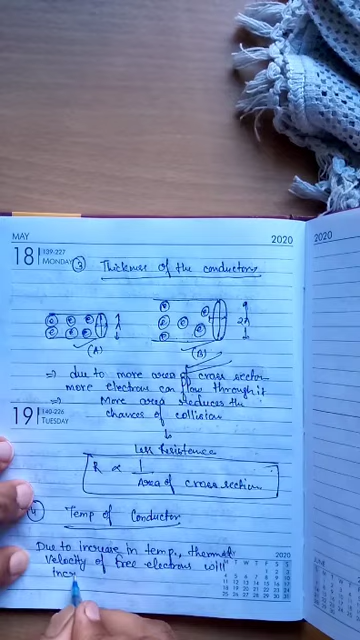 MAY 2020 2020
18 139-227
MONDAY
③ Thickness of the conductors
(A) (B)
⇒ due to more area of cross section
more electrons can flow through it
⇒ More area reduces the
chances of collision
19 140-226
TUESDAY
↓
Less Resistance
R ∝ 1
Area of cross section
④ Temp of Conductor
Due to increase in temp., thermal
Velocity of free electrons will
incr
2020